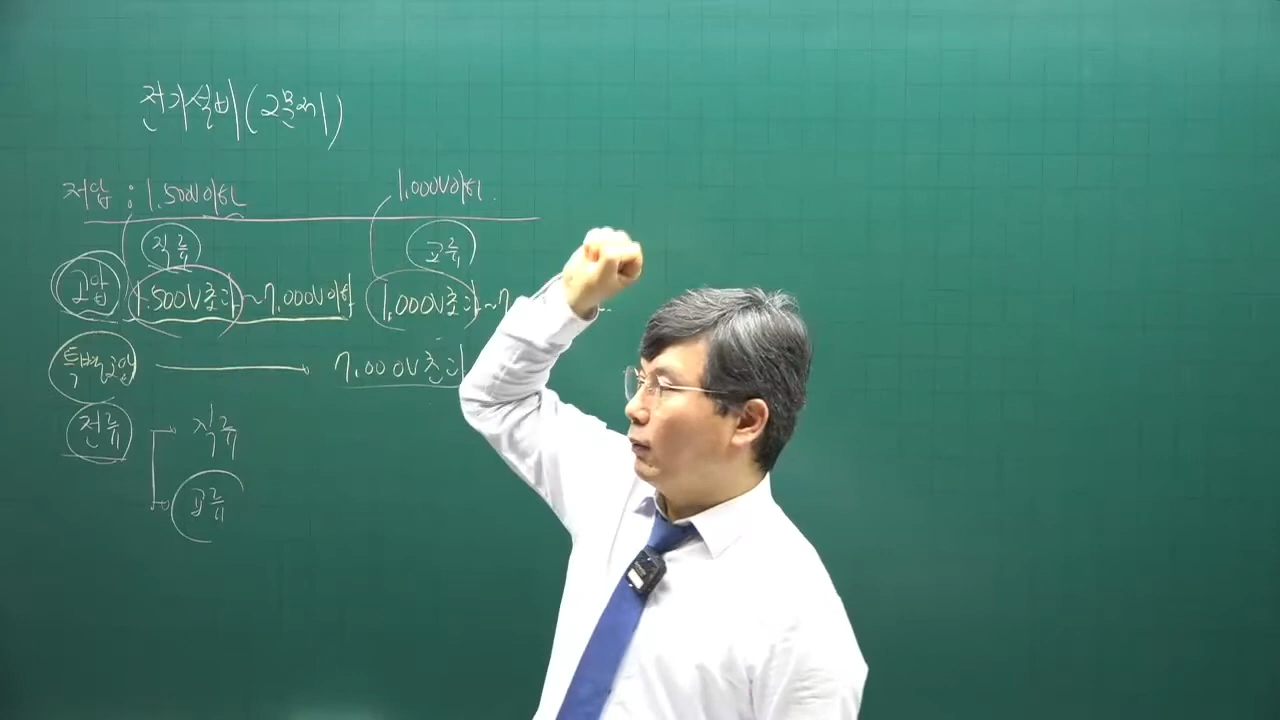 전기설비(2문제)
저압 : 1.500V이하 1.000V이하.
직류 교류
고압 1.500V초과~7.000V이하 1.000V초과~7
특별고압 → 7.000V초과
전류 직류
교류